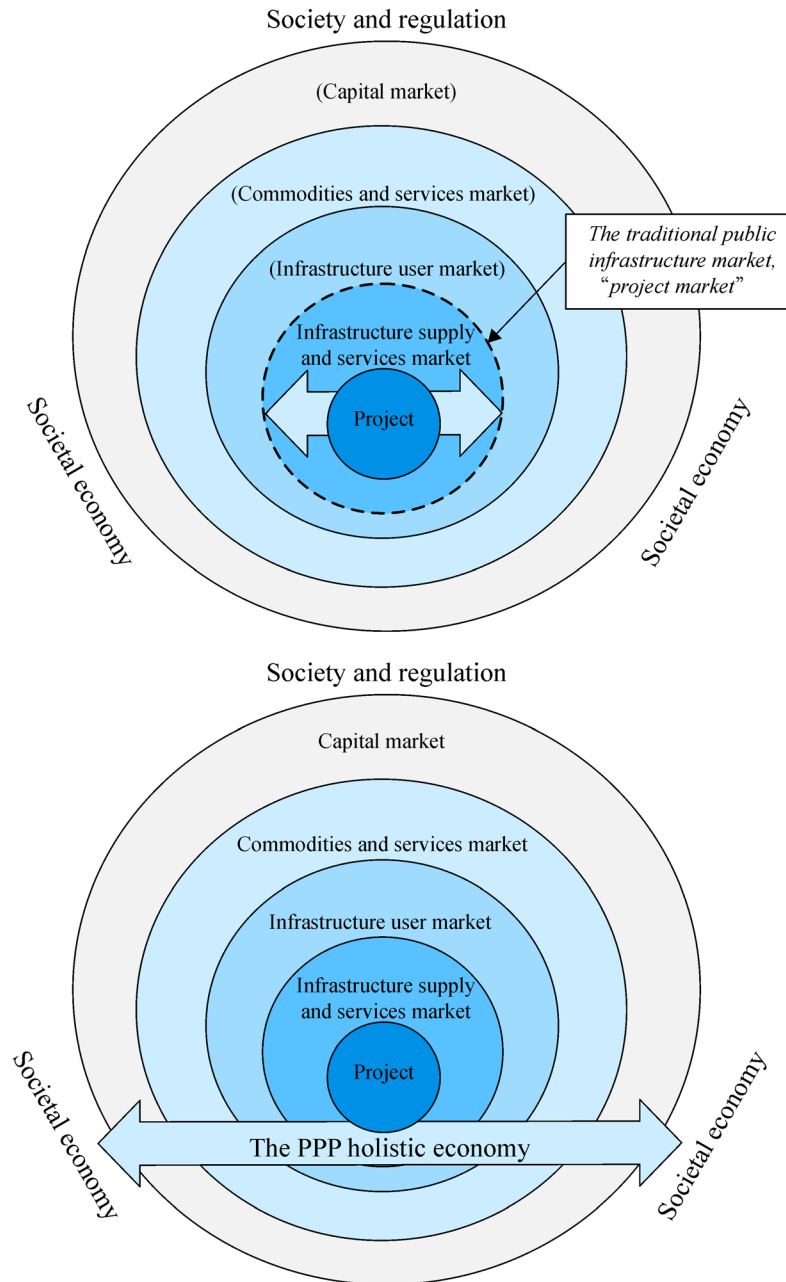 Society and regulation
(Capital market)
(Commodities and services market)
The traditional public
infrastructure market,
“project market”
(Infrastructure user market)
Infrastructure supply
and services market
Project
Societal economy
Societal economy
Society and regulation
Capital market
Commodities and services market
Infrastructure user market
Infrastructure supply
and services market
Project
Societal economy
Societal economy
The PPP holistic economy